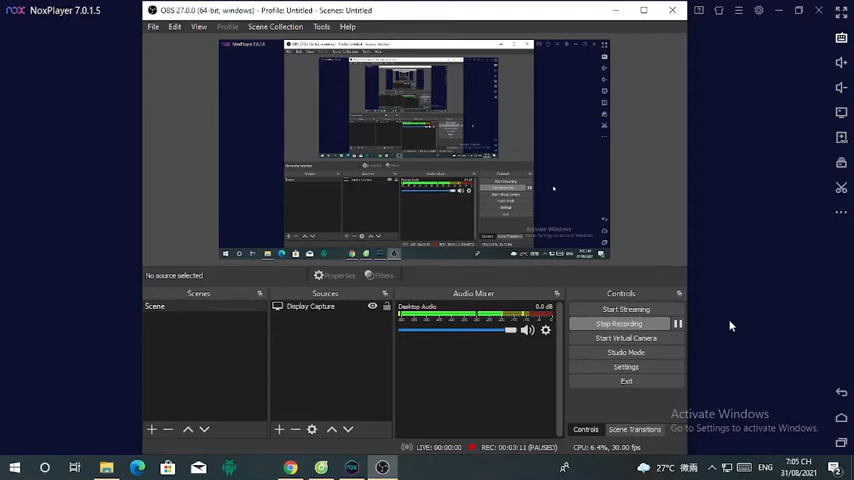 NoxPlayer 7.0.1.5
OBS 27.0.0 (64-bit, windows) - Profile: Untitled - Scenes: Untitled
File Edit View Profile Scene Collection Tools Help
No source selected
Properties
Filters
Scenes
Sources
Audio Mixer
Controls
Scene
Display Capture
Desktop Audio
0.0 dB
Start Streaming
Stop Recording
Start Virtual Camera
Studio Mode
Settings
Exit
Controls
Scene Transitions
LIVE: 00:00:00
REC: 00:03:11 (PAUSED)
CPU: 6.4%, 30.00 fps
Activate Windows
Go to Settings to activate Windows.
27°C 微雨
ENG
7:05 CH
31/08/2021